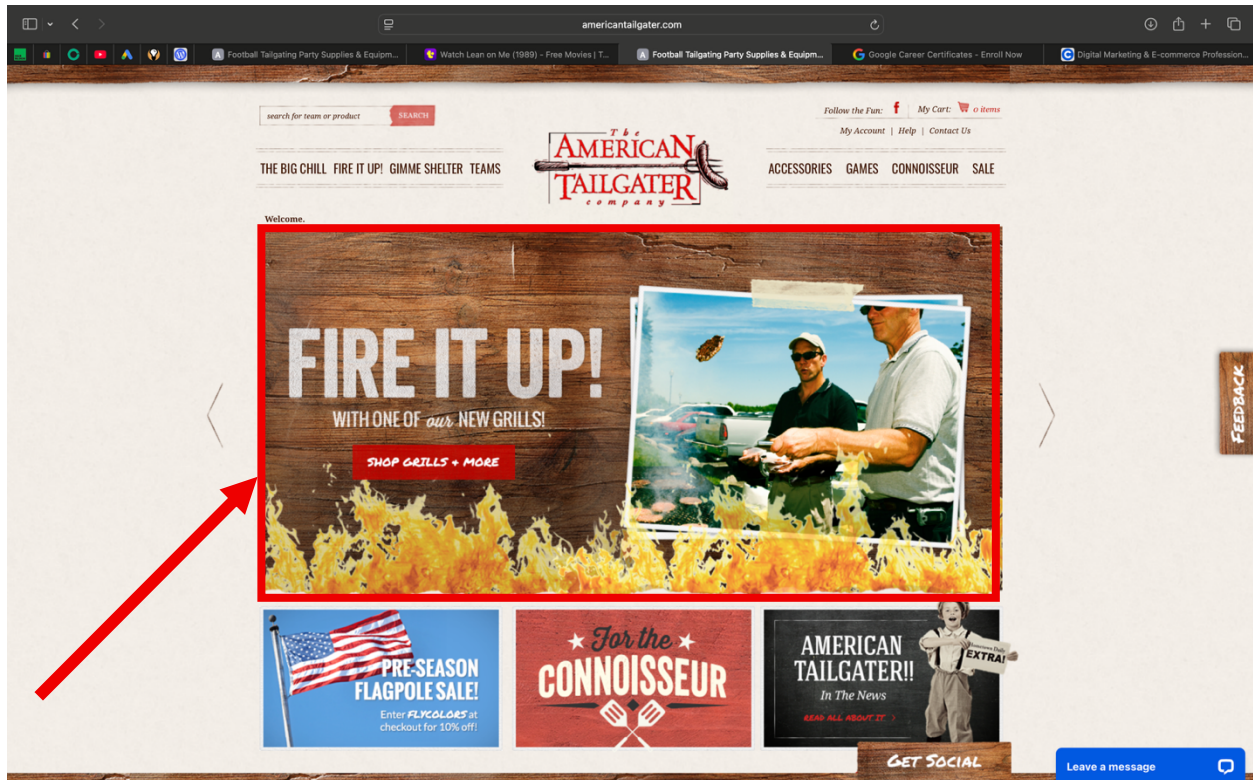 americantailgater.com
Football Tailgating Party Supplies & Equipm...
Watch Lean on Me (1989) - Free Movies | T...
Football Tailgating Party Supplies & Equipm...
Google Career Certificates - Enroll Now
Digital Marketing & E-commerce Profession...
search for team or product
SEARCH
Follow the Fun:
My Cart:
0 items
My Account | Help | Contact Us
THE BIG CHILL FIRE IT UP! GIMME SHELTER TEAMS
The
AMERICAN
TAILGATER
company
ACCESSORIES GAMES CONNOISSEUR SALE
Welcome.
FIRE IT UP!
WITH ONE OF our NEW GRILLS!
SHOP GRILLS + MORE
FEEDBACK
PRE-SEASON
FLAGPOLE SALE!
Enter FLYCOLORS at
checkout for 10% off!
For the
CONNOISSEUR
AMERICAN
TAILGATER!!
In The News
READ ALL ABOUT IT >
Hometown Daily
EXTRA!
GET SOCIAL
Leave a message